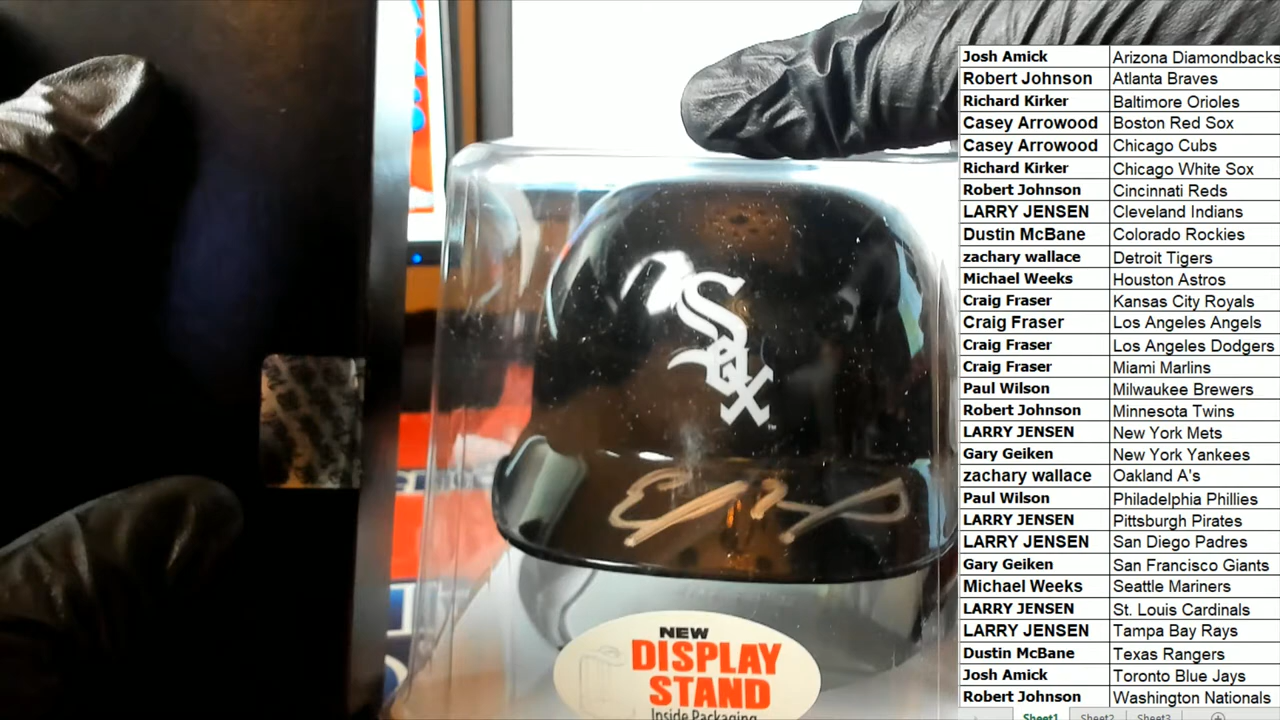 Sox
NEW
DISPLAY
STAND
Inside Packaging
Josh Amick Arizona Diamondbacks
Robert Johnson Atlanta Braves
Richard Kirker Baltimore Orioles
Casey Arrowood Boston Red Sox
Casey Arrowood Chicago Cubs
Richard Kirker Chicago White Sox
Robert Johnson Cincinnati Reds
LARRY JENSEN Cleveland Indians
Dustin McBane Colorado Rockies
zachary wallace Detroit Tigers
Michael Weeks Houston Astros
Craig Fraser Kansas City Royals
Craig Fraser Los Angeles Angels
Craig Fraser Los Angeles Dodgers
Craig Fraser Miami Marlins
Paul Wilson Milwaukee Brewers
Robert Johnson Minnesota Twins
LARRY JENSEN New York Mets
Gary Geiken New York Yankees
zachary wallace Oakland A's
Paul Wilson Philadelphia Phillies
LARRY JENSEN Pittsburgh Pirates
LARRY JENSEN San Diego Padres
Gary Geiken San Francisco Giants
Michael Weeks Seattle Mariners
LARRY JENSEN St. Louis Cardinals
LARRY JENSEN Tampa Bay Rays
Dustin McBane Texas Rangers
Josh Amick Toronto Blue Jays
Robert Johnson Washington Nationals
Sheet1 Sheet2 Sheet3